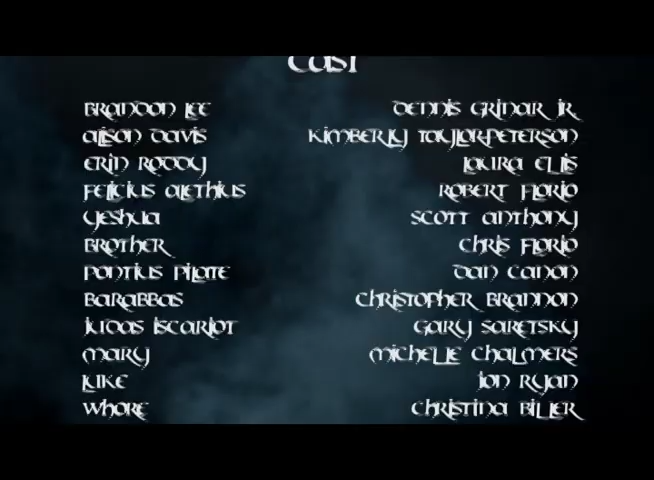 Cast
Brandon Lee Dennis Grinar Jr
Alison Davis Kimberly Taylor-Peterson
Erin Roddy Laura Ellis
Felicius Alethius Robert Florio
Yeshua Scott Anthony
Brother Chris Florio
Pontius Pilate Dan Canon
Barabbas Christopher Brannon
Judas Iscariot Gary Saretsky
Mary Michelle Chalmers
Luke Jon Ryan
Whore Christina Biller